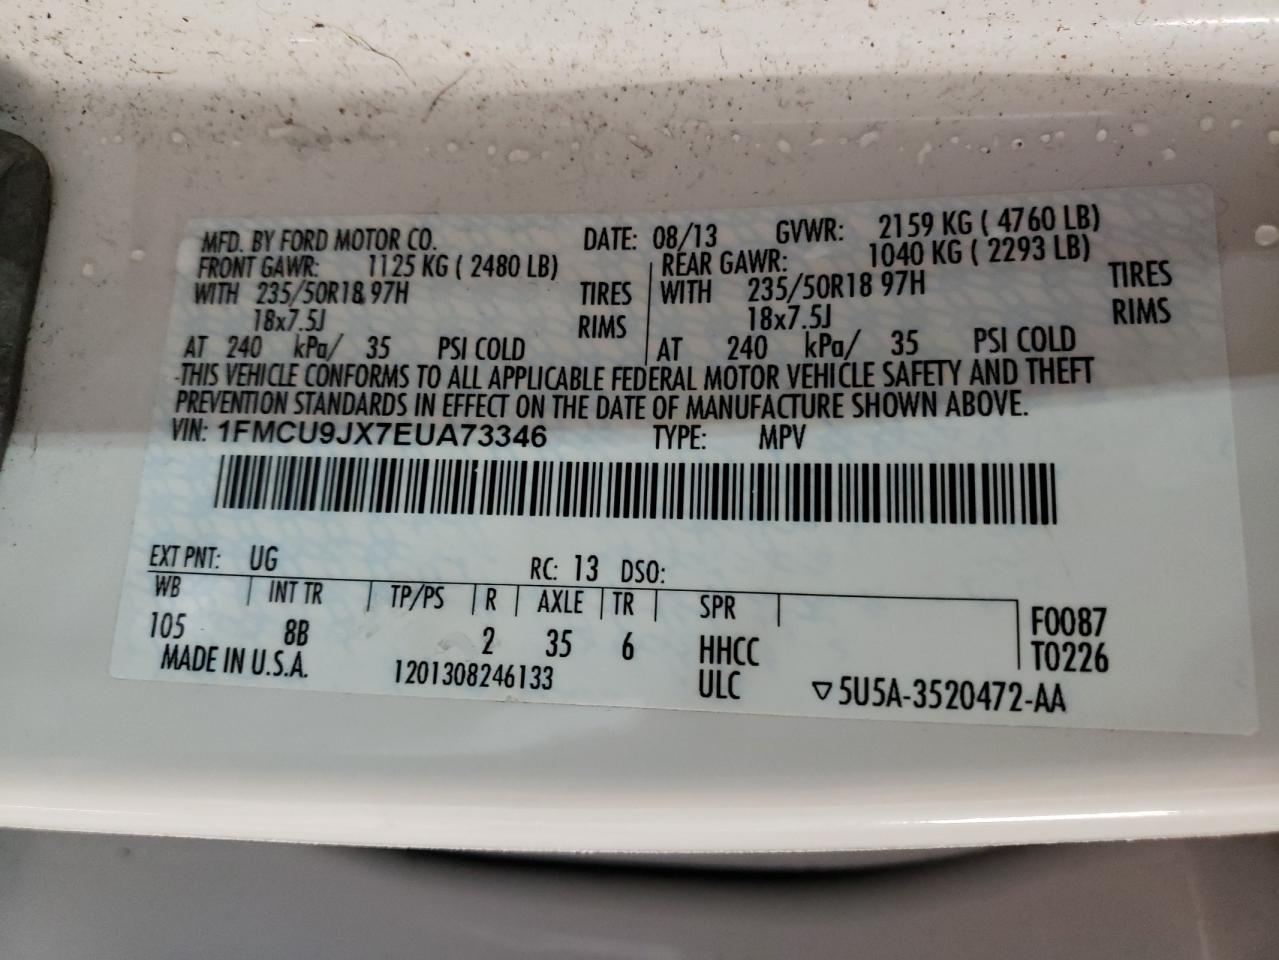 MFD. BY FORD MOTOR CO. DATE: 08/13 GVWR: 2159 KG ( 4760 LB)
FRONT GAWR: 1125 KG ( 2480 LB) REAR GAWR: 1040 KG ( 2293 LB)
WITH 235/50R18 97H TIRES WITH 235/50R18 97H TIRES
18x7.5J RIMS 18x7.5J RIMS
AT 240 kPa/ 35 PSI COLD AT 240 kPa/ 35 PSI COLD
THIS VEHICLE CONFORMS TO ALL APPLICABLE FEDERAL MOTOR VEHICLE SAFETY AND THEFT
PREVENTION STANDARDS IN EFFECT ON THE DATE OF MANUFACTURE SHOWN ABOVE.
VIN: 1FMCU9JX7EUA73346 TYPE: MPV
EXT PNT: UG RC: 13 DSO:
WB INT TR TP/PS R AXLE TR SPR F0087
105 8B 2 35 6 HHCC T0226
MADE IN U.S.A. 1201308246133 ULC ▽5U5A-3520472-AA